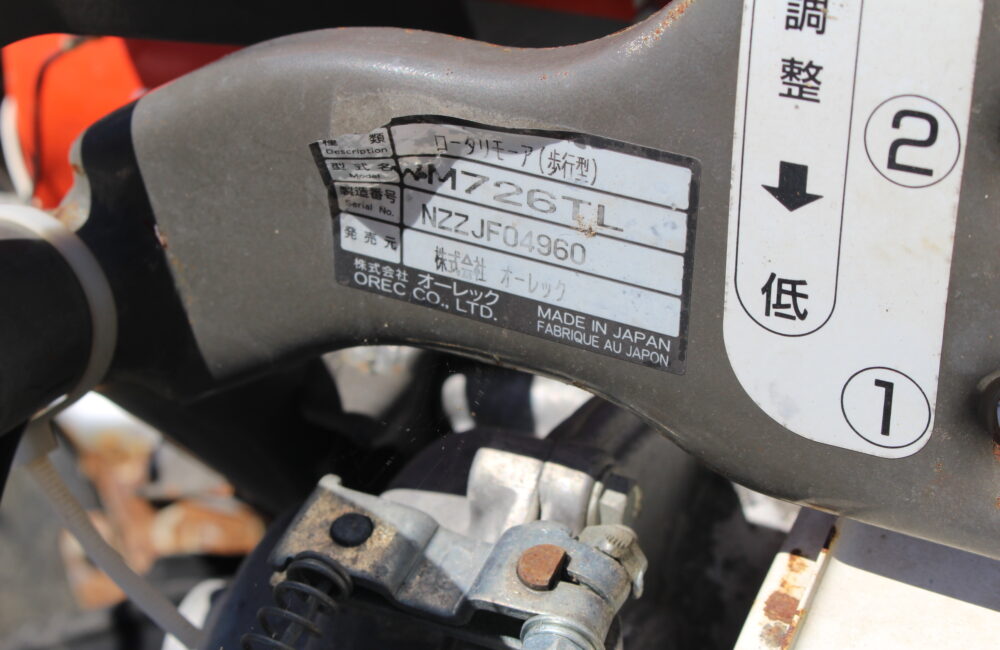 種類 ロータリモーア(歩行型)
Description
型式名 WM726TL
Model
製造番号 NZZJF04960
Serial No.
発売元 株式会社 オーレック
株式会社 オーレック
OREC CO., LTD.
MADE IN JAPAN
FABRIQUE AU JAPON
調整
低
2
1